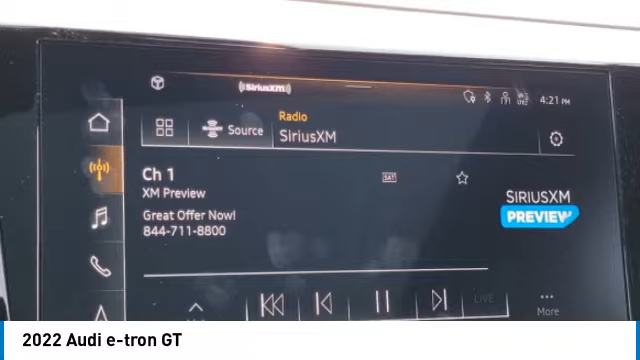 ((SiriusXM))
4:21 PM
Radio
Source
SiriusXM
Ch 1
SAT
XM Preview
SIRIUSXM
PREVIEW
Great Offer Now!
844-711-8800
LIVE
More
2022 Audi e-tron GT